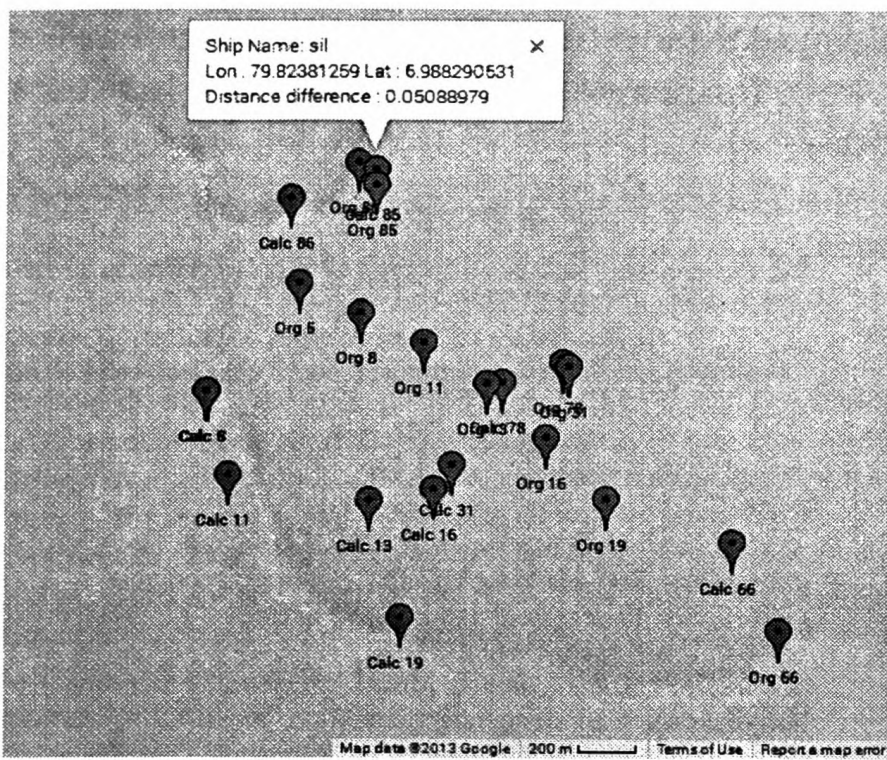 Ship Name: sil
Lon . 79.82381259 Lat : 6.988290531
Distance difference : 0.05088979
Calc 85
Org 85
Calc 86
Org 5
Org 8
Org 11
Calc 11
Org 16
Calc 31
Calc 16
Calc 13
Org 19
Calc 66
Calc 19
Org 66
Map data ©2013 Google 200 m Terms of Use Report a map error